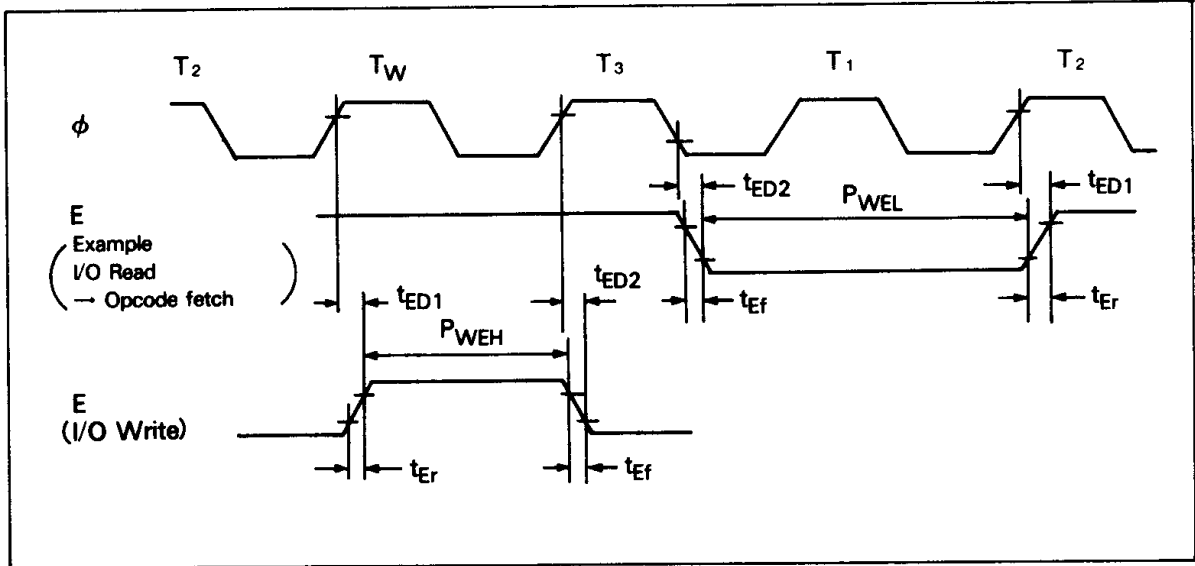 T2 TW T3 T1 T2
φ
tED2 PWEL tED1
E
Example
I/O Read
→ Opcode fetch
tED1 tED2 tEf tEr
PWEH
E
(I/O Write)
tEr tEf